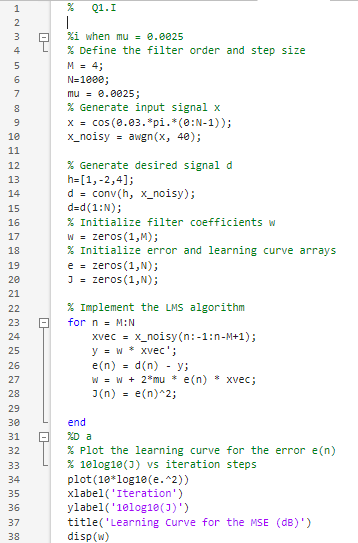 1 % Q1.I
2
3 %i when mu = 0.0025
4 % Define the filter order and step size
5 M = 4;
6 N=1000;
7 mu = 0.0025;
8 % Generate input signal x
9 x = cos(0.03.*pi.*(0:N-1));
10 x_noisy = awgn(x, 40);
11
12 % Generate desired signal d
13 h=[1,-2,4];
14 d = conv(h, x_noisy);
15 d=d(1:N);
16 % Initialize filter coefficients w
17 w = zeros(1,M);
18 % Initialize error and learning curve arrays
19 e = zeros(1,N);
20 J = zeros(1,N);
21
22 % Implement the LMS algorithm
23 for n = M:N
24 xvec = x_noisy(n:-1:n-M+1);
25 y = w * xvec';
26 e(n) = d(n) - y;
27 w = w + 2*mu * e(n) * xvec;
28 J(n) = e(n)^2;
29
30 end
31 %D a
32 % Plot the learning curve for the error e(n)
33 % 10log10(J) vs iteration steps
34 plot(10*log10(e.^2))
35 xlabel('Iteration')
36 ylabel('10log10(J)')
37 title('Learning Curve for the MSE (dB)')
38 disp(w)